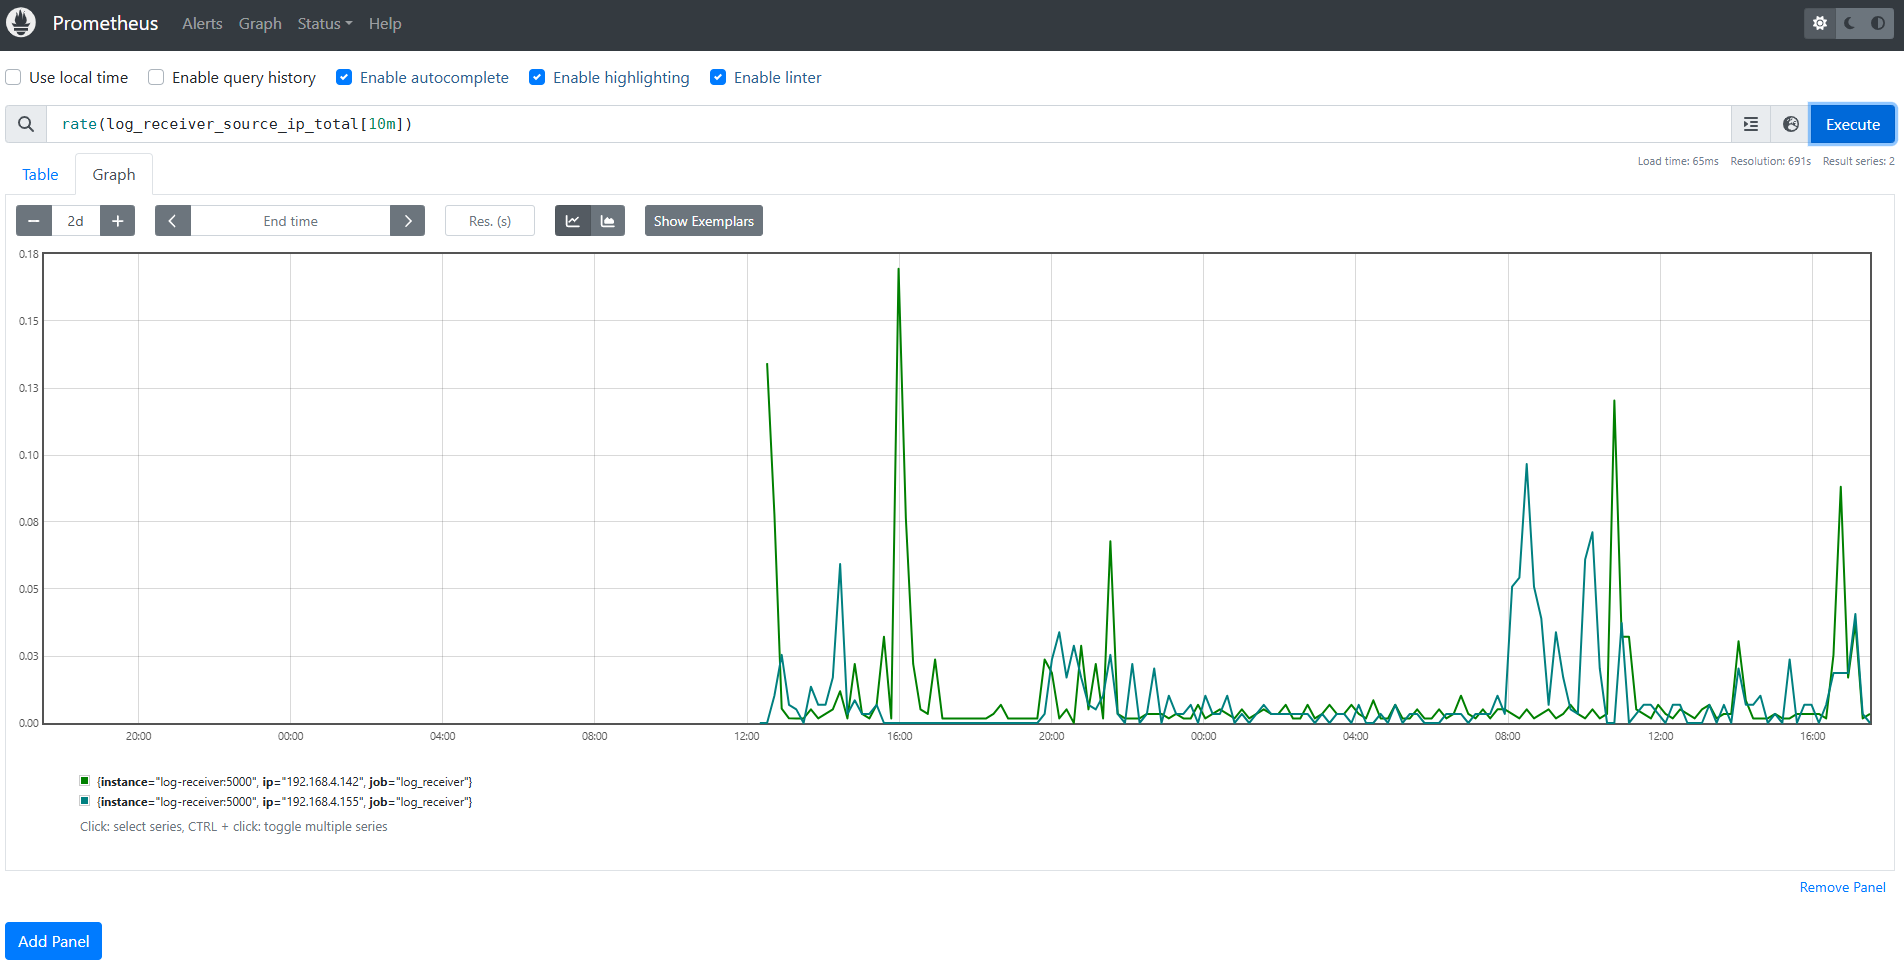 Prometheus Alerts Graph Status Help
Use local time Enable query history Enable autocomplete Enable highlighting Enable linter
rate(log_receiver_source_ip_total[10m]) Execute
Load time: 65ms Resolution: 691s Result series: 2
Table Graph
− 2d + End time Res. (s) Show Exemplars
0.18
0.15
0.13
0.10
0.08
0.05
0.03
0.00
20:00 00:00 04:00 08:00 12:00 16:00 20:00 00:00 04:00 08:00 12:00 16:00
{instance="log-receiver:5000", ip="192.168.4.142", job="log_receiver"}
{instance="log-receiver:5000", ip="192.168.4.155", job="log_receiver"}
Click: select series, CTRL + click: toggle multiple series
Remove Panel
Add Panel